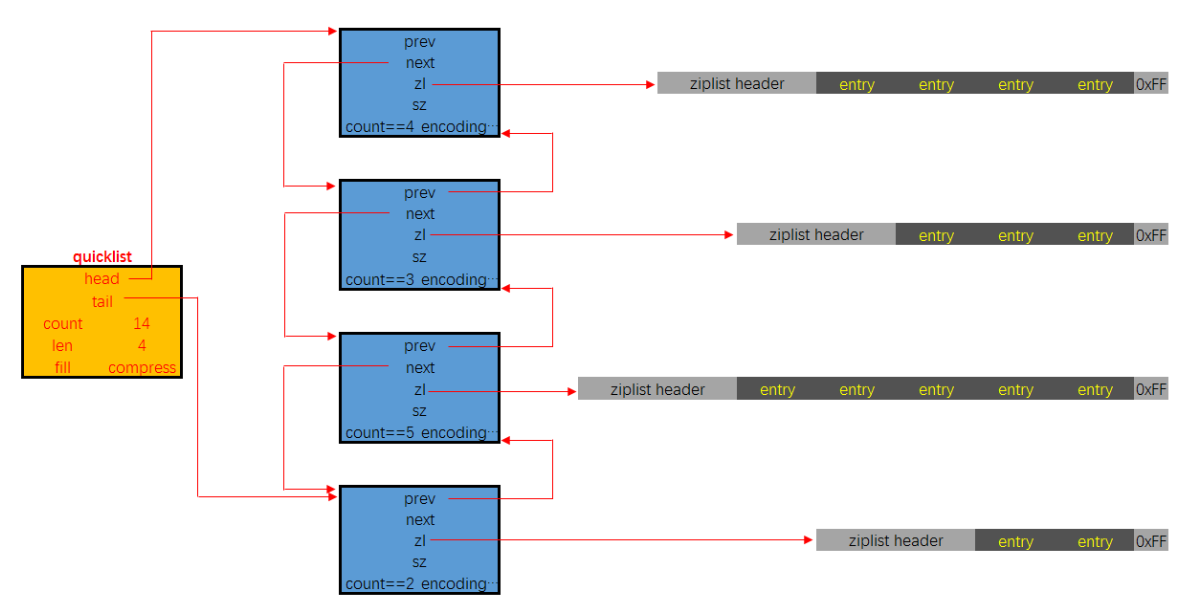 prev
next
zl
sz
count==4 encoding…
ziplist header entry entry entry entry 0xFF
prev
next
zl
sz
count==3 encoding…
ziplist header entry entry entry 0xFF
quicklist
head
tail
count 14
len 4
fill compress
prev
next
zl
sz
count==5 encoding…
ziplist header entry entry entry entry entry 0xFF
prev
next
zl
sz
count==2 encoding…
ziplist header entry entry 0xFF